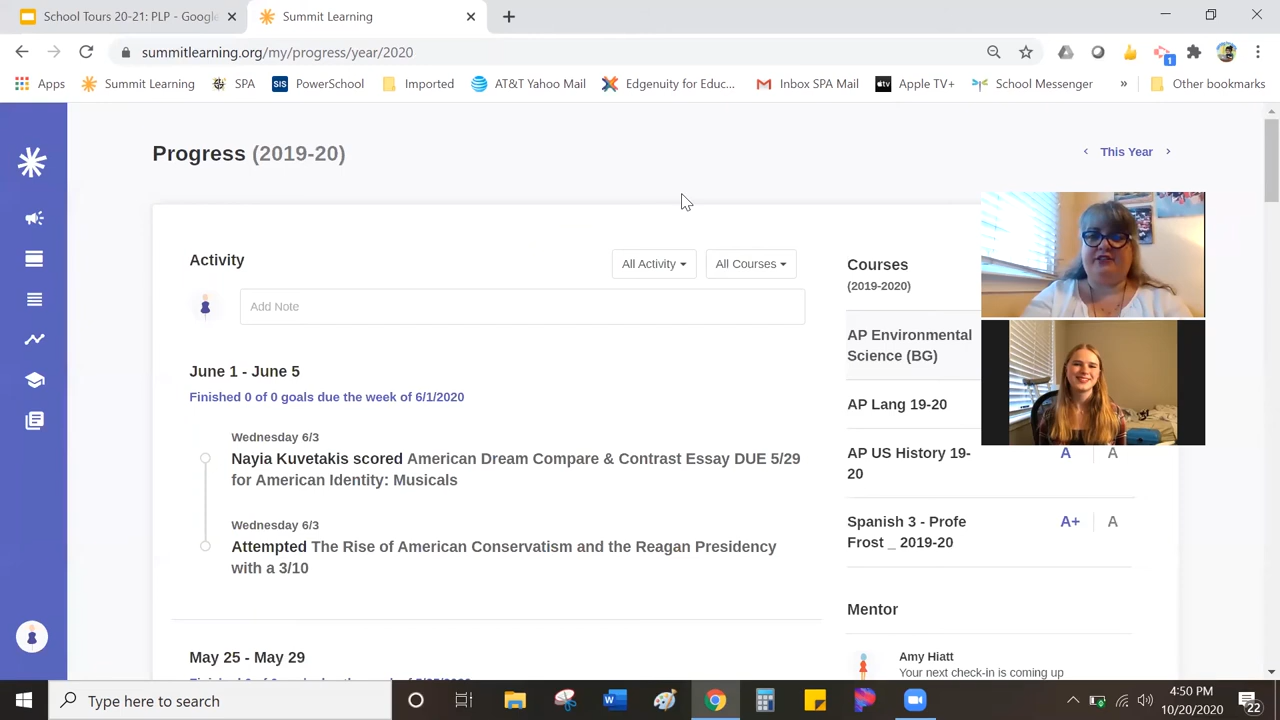 School Tours 20-21: PLP - Google
Summit Learning
summitlearning.org/my/progress/year/2020
1
Apps
Summit Learning
SPA
SIS
PowerSchool
Imported
AT&T Yahoo Mail
Edgenuity for Educ...
Inbox SPA Mail
tv
Apple TV+
School Messenger
»
Other bookmarks
Progress (2019-20)
This Year
Activity
All Activity
All Courses
Add Note
June 1 - June 5
Finished 0 of 0 goals due the week of 6/1/2020
Wednesday 6/3
Nayia Kuvetakis scored American Dream Compare & Contrast Essay DUE 5/29
for American Identity: Musicals
Wednesday 6/3
Attempted The Rise of American Conservatism and the Reagan Presidency
with a 3/10
May 25 - May 29
Courses
(2019-2020)
AP Environmental
Science (BG)
AP Lang 19-20
AP US History 19-
20
A A
Spanish 3 - Profe
Frost _ 2019-20
A+ A
Mentor
Amy Hiatt
Your next check-in is coming up
Type here to search
W
4:50 PM
10/20/2020
22